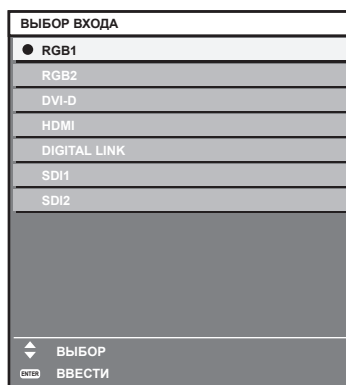 ВЫБОР ВХОДА
RGB1
RGB2
DVI-D
HDMI
DIGITAL LINK
SDI1
SDI2
ВЫБОР
ENTER ВВЕСТИ